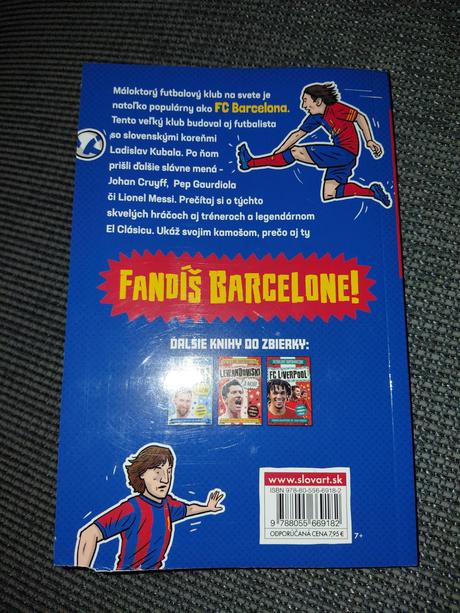 Máloktorý futbalový klub na svete je
natoľko populárny ako FC Barcelona.
Tento veľký klub budoval aj futbalista
so slovenskými koreňmi
Ladislav Kubala. Po ňom
prišli ďalšie slávne mená -
Johan Cruyff, Pep Gaurdiola
či Lionel Messi. Prečítaj si o týchto
skvelých hráčoch aj tréneroch a legendárnom
El Clásicu. Ukáž svojim kamošom, prečo aj ty
FANDÍŠ BARCELONE!
ĎALŠIE KNIHY DO ZBIERKY:
LEWANDOWSKI
FC LIVERPOOL
www.slovart.sk
ISBN 978-80-556-6918-2
9 788055 669182
ODPORÚČANÁ CENA 7,95 €
7+